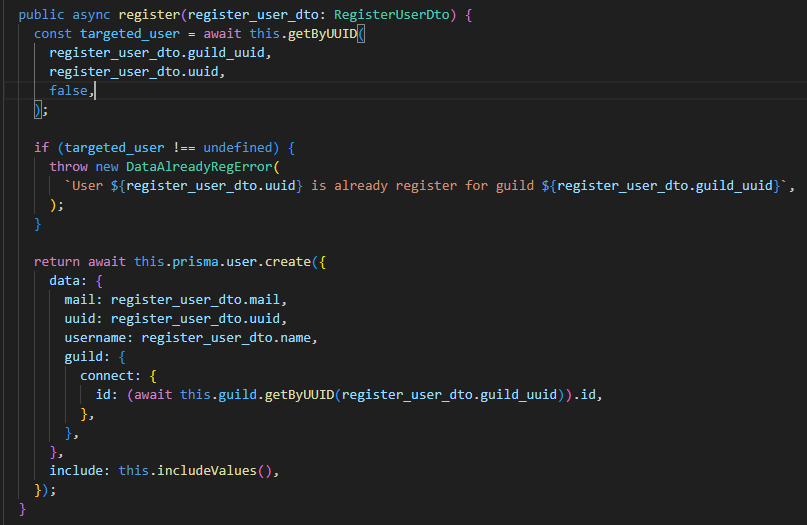 public async register(register_user_dto: RegisterUserDto) {
const targeted_user = await this.getByUUID(
register_user_dto.guild_uuid,
register_user_dto.uuid,
false,
);
if (targeted_user !== undefined) {
throw new DataAlreadyRegError(
`User ${register_user_dto.uuid} is already register for guild ${register_user_dto.guild_uuid}`,
);
}
return await this.prisma.user.create({
data: {
mail: register_user_dto.mail,
uuid: register_user_dto.uuid,
username: register_user_dto.name,
guild: {
connect: {
id: (await this.guild.getByUUID(register_user_dto.guild_uuid)).id,
},
},
},
include: this.includeValues(),
});
}